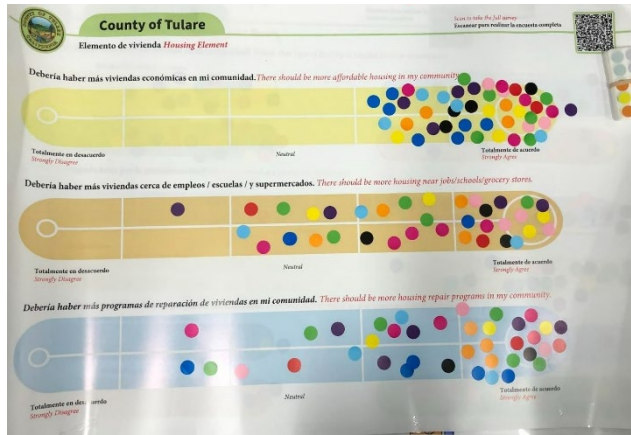 County of Tulare
Elemento de vivienda Housing Element
Scan to take the full survey
Escanear para realizar la encuesta completa
Debería haber más viviendas económicas en mi comunidad. There should be more affordable housing in my community
Totalmente en desacuerdo
Strongly Disagree
Neutral
Totalmente de acuerdo
Strongly Agree
Debería haber más viviendas cerca de empleos / escuelas / y supermercados. There should be more housing near jobs/schools/grocery stores.
Totalmente en desacuerdo
Strongly Disagree
Neutral
Totalmente de acuerdo
Strongly Agree
Debería haber más programas de reparación de viviendas en mi comunidad. There should be more housing repair programs in my community.
Totalmente en desacuerdo
Strongly Disagree
Neutral
Totalmente de acuerdo
Strongly Agree